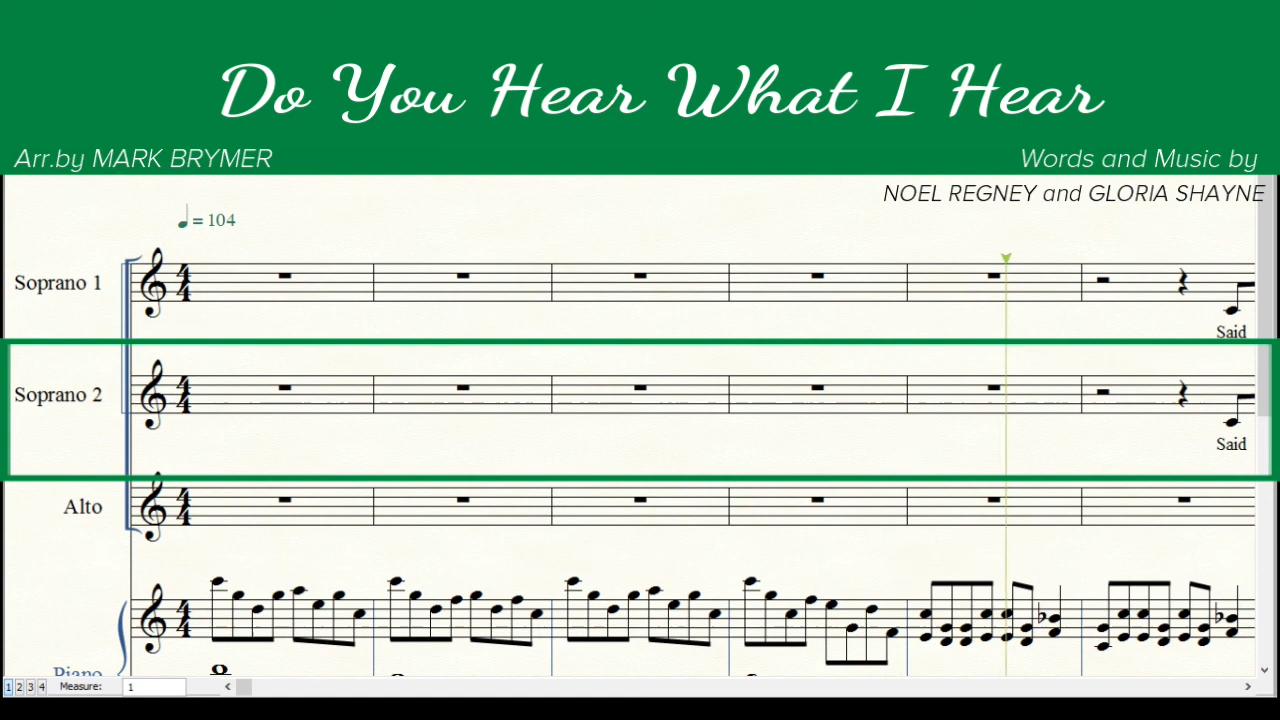 Do You Hear What I Hear
Arr.by MARK BRYMER
Words and Music by
NOEL REGNEY and GLORIA SHAYNE
= 104
Soprano 1
Said
Soprano 2
Said
Alto
Piano
1 2 3 4 Measure: 1